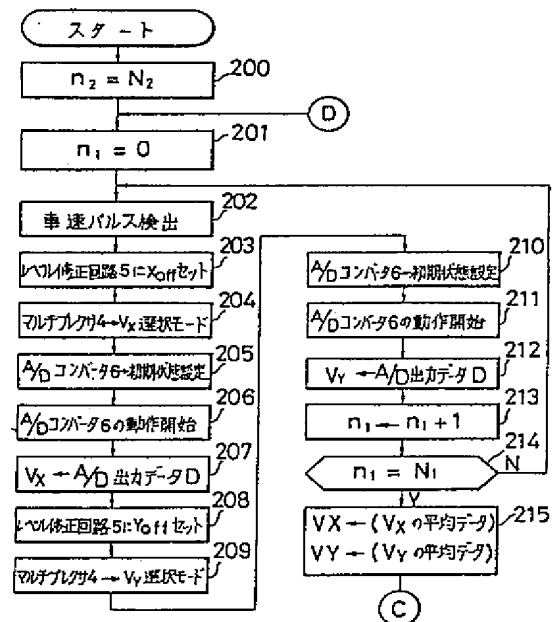 スタート
n₂ = N₂
200
D
n₁ = 0
201
車速パルス検出
202
レベル修正回路5にXoffセット
203
マルチプレクサ4→Vx選択モード
204
A/Dコンバータ6→初期状態設定
205
A/Dコンバータ6の動作開始
206
Vx ← A/D出力データD
207
レベル修正回路5にYoffセット
208
マルチプレクサ4→VY選択モード
209
A/Dコンバータ6→初期状態設定
210
A/Dコンバータ6の動作開始
211
VY ← A/D出力データD
212
n₁ ← n₁ + 1
213
n₁ = N₁
214
N
Y
VX ← (Vxの平均データ)
VY ← (VYの平均データ)
215
C